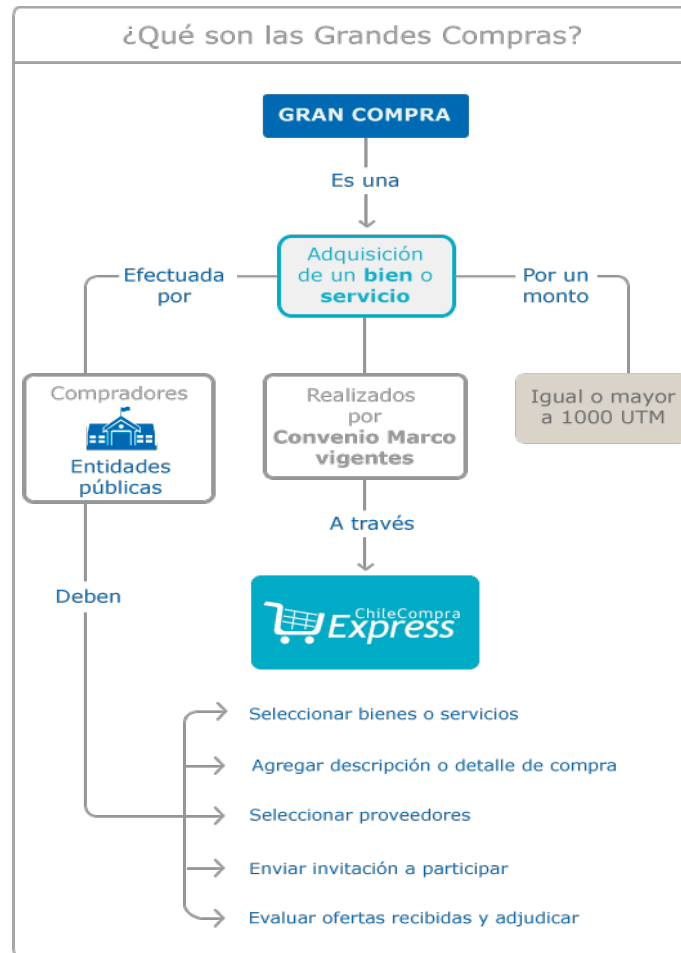 ¿Qué son las Grandes Compras?
GRAN COMPRA
Es una
Adquisición
de un bien o
servicio
Efectuada
por
Por un
monto
Compradores
Entidades
públicas
Realizados
por
Convenio Marco
vigentes
Igual o mayor
a 1000 UTM
A través
Deben
ChileCompra
Express
Seleccionar bienes o servicios
Agregar descripción o detalle de compra
Seleccionar proveedores
Enviar invitación a participar
Evaluar ofertas recibidas y adjudicar